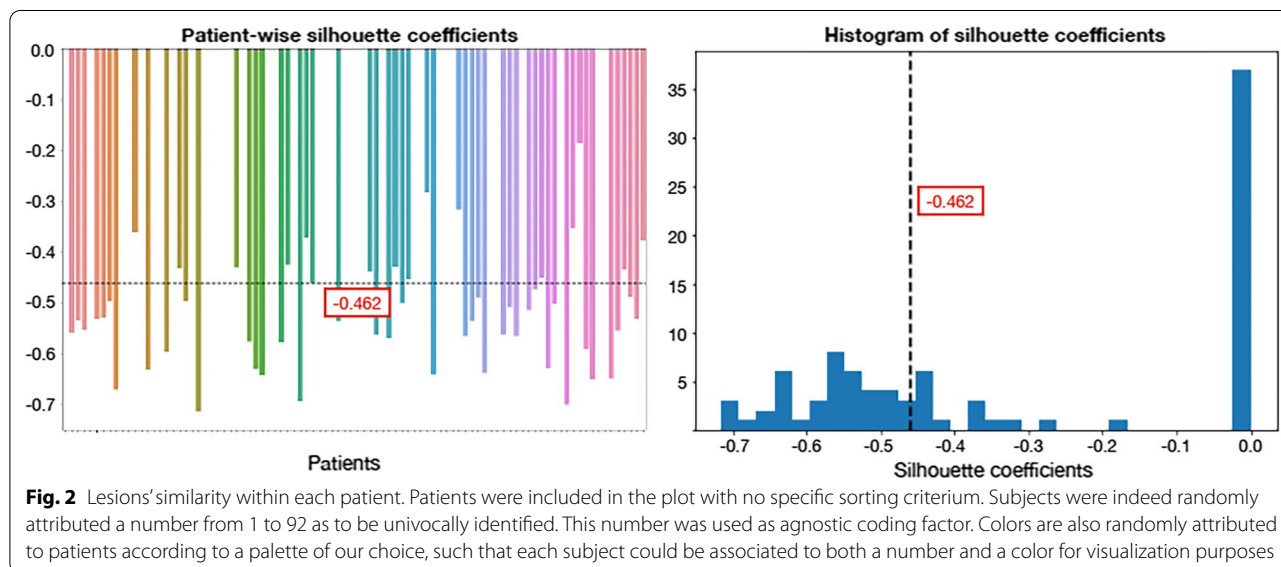 Patient-wise silhouette coefficients
0.0
-0.1
-0.2
-0.3
-0.4
-0.5
-0.6
-0.7
-0.462
Patients
Histogram of silhouette coefficients
35
30
25
20
15
10
5
-0.462
-0.7 -0.6 -0.5 -0.4 -0.3 -0.2 -0.1 0.0
Silhouette coefficients
Fig. 2 Lesions' similarity within each patient. Patients were included in the plot with no specific sorting criterium. Subjects were indeed randomly
attributed a number from 1 to 92 as to be univocally identified. This number was used as agnostic coding factor. Colors are also randomly attributed
to patients according to a palette of our choice, such that each subject could be associated to both a number and a color for visualization purposes